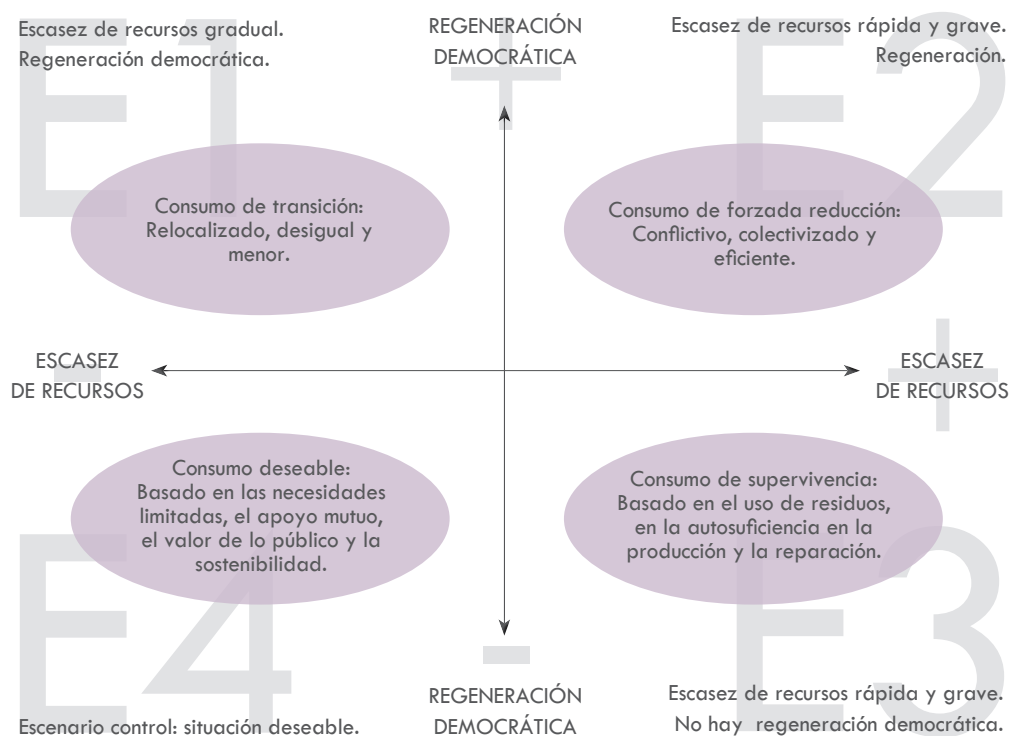 E1
Escasez de recursos gradual.
Regeneración democrática.
REGENERACIÓN
DEMOCRÁTICA
+
E2
Escasez de recursos rápida y grave.
Regeneración.
Consumo de transición:
Relocalizado, desigual y
menor.
Consumo de forzada reducción:
Conflictivo, colectivizado y
eficiente.
ESCASEZ
DE RECURSOS
-
ESCASEZ
DE RECURSOS
+
Consumo deseable:
Basado en las necesidades
limitadas, el apoyo mutuo,
el valor de lo público y la
sostenibilidad.
Consumo de supervivencia:
Basado en el uso de residuos,
en la autosuficiencia en la
producción y la reparación.
E4
Escenario control: situación deseable.
-
REGENERACIÓN
DEMOCRÁTICA
E3
Escasez de recursos rápida y grave.
No hay regeneración democrática.